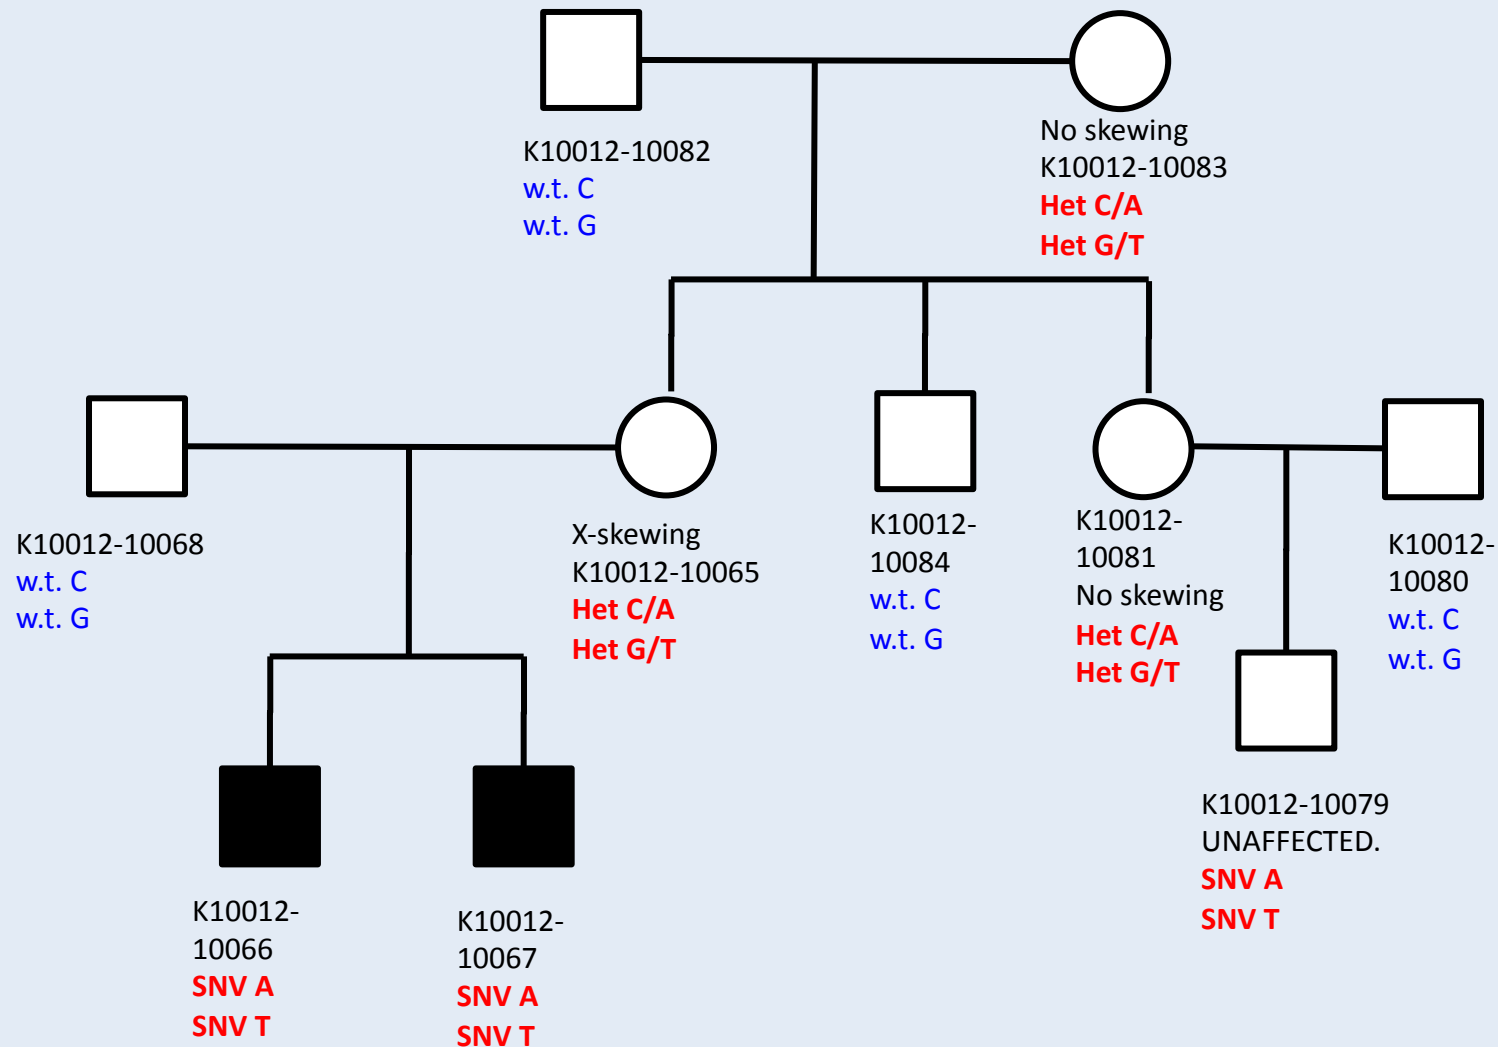 K10012-10082
w.t. C
w.t. G
No skewing
K10012-10083
Het C/A
Het G/T
K10012-10068
w.t. C
w.t. G
X-skewing
K10012-10065
Het C/A
Het G/T
K10012-
10084
w.t. C
w.t. G
K10012-
10081
No skewing
Het C/A
Het G/T
K10012-
10080
w.t. C
w.t. G
K10012-
10066
SNV A
SNV T
K10012-
10067
SNV A
SNV T
K10012-10079
UNAFFECTED.
SNV A
SNV T